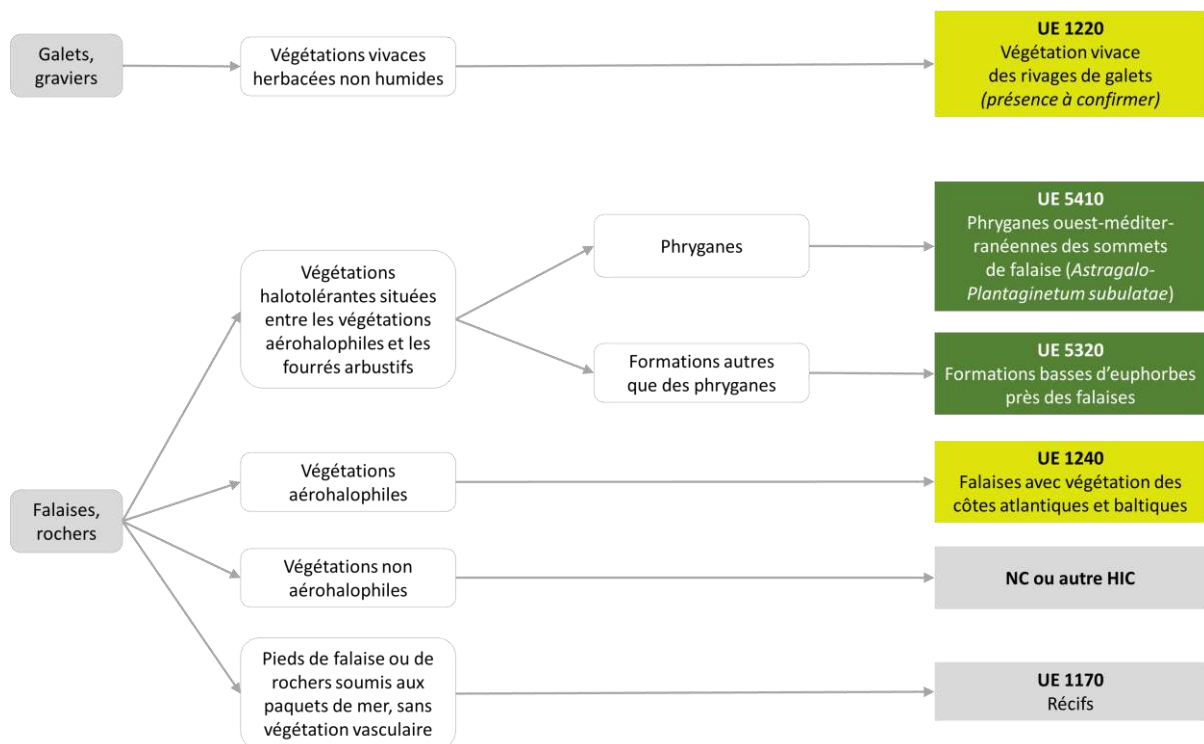 Galets,
graviers
Végétations vivaces
herbacées non humides
UE 1220
Végétation vivace
des rivages de galets
(présence à confirmer)
Falaises,
rochers
Végétations
halotolérantes situées
entre les végétations
aérohalophiles et les
fourrés arbustifs
Phryganes
UE 5410
Phryganes ouest-méditer-
ranéennes des sommets
de falaise (Astragalo-
Plantaginetum subulatae)
Formations autres
que des phryganes
UE 5320
Formations basses d’euphorbes
près des falaises
Végétations
aérohalophiles
UE 1240
Falaises avec végétation des
côtes atlantiques et baltiques
Végétations non
aérohalophiles
NC ou autre HIC
Pieds de falaise ou de
rochers soumis aux
paquets de mer, sans
végétation vasculaire
UE 1170
Récifs